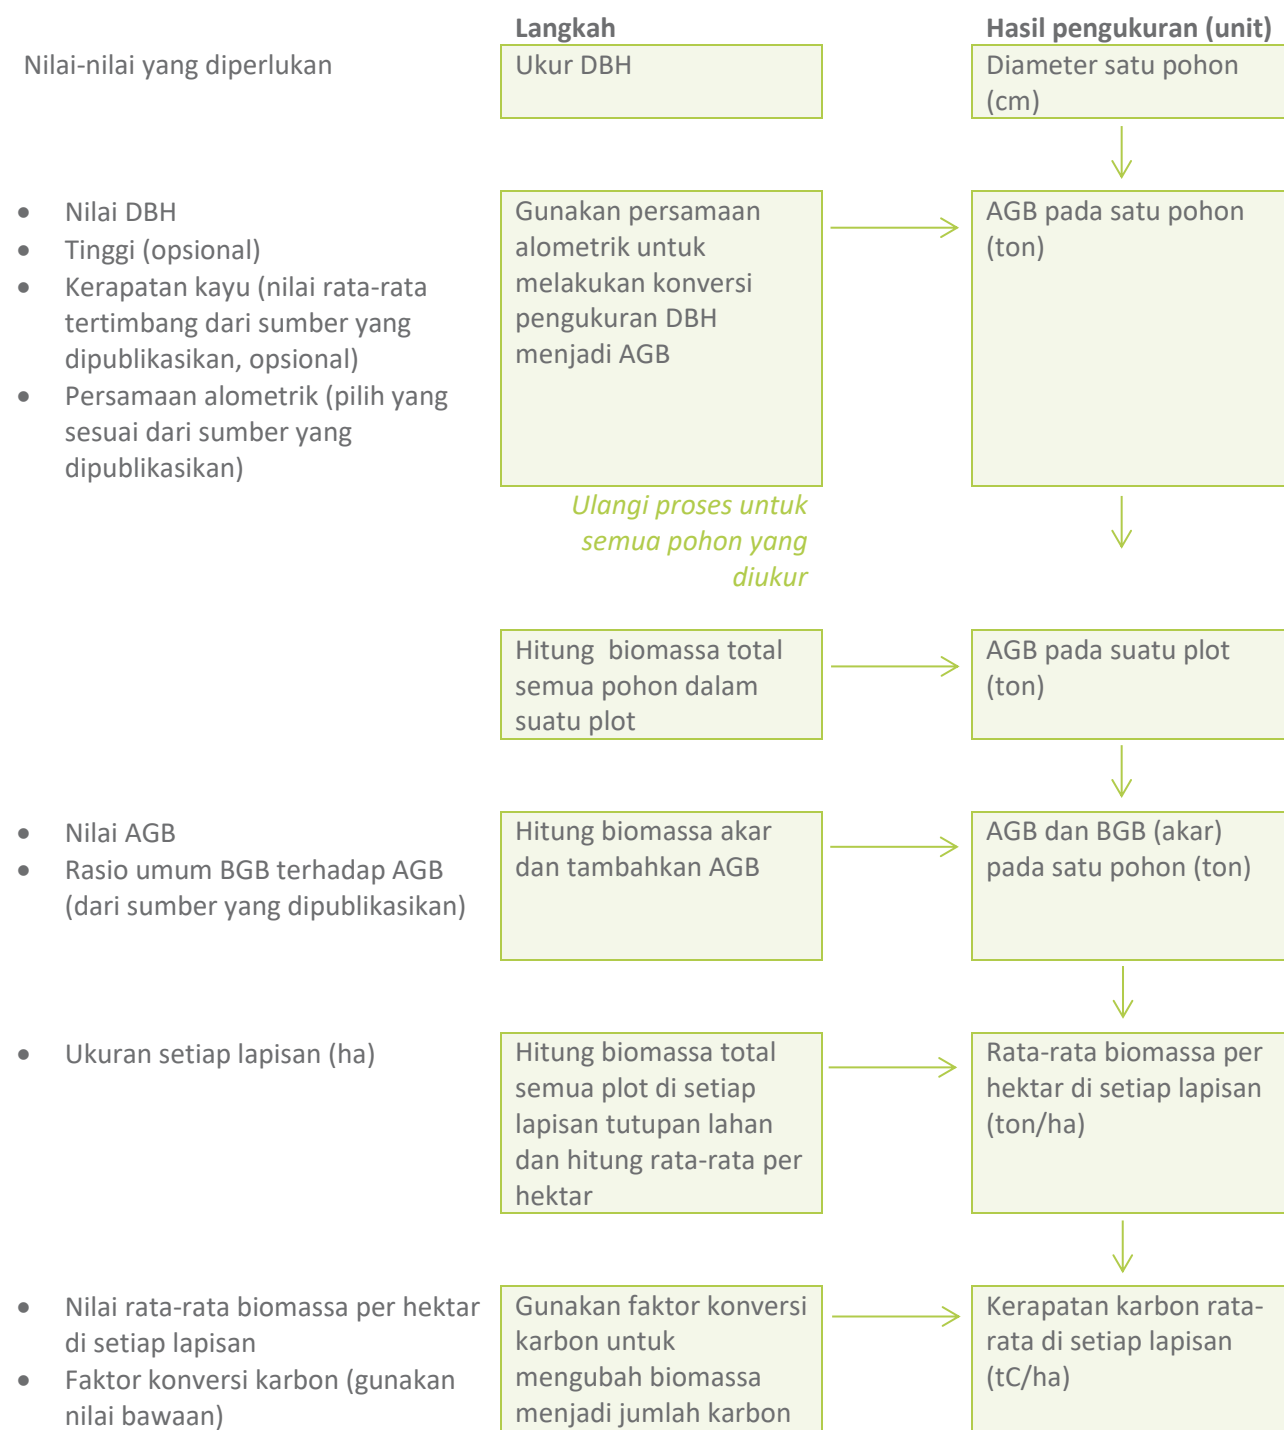 Langkah
Hasil pengukuran (unit)
Nilai-nilai yang diperlukan
Ukur DBH
Diameter satu pohon
(cm)
• Nilai DBH
• Tinggi (opsional)
• Kerapatan kayu (nilai rata-rata
tertimbang dari sumber yang
dipublikasikan, opsional)
• Persamaan alometrik (pilih yang
sesuai dari sumber yang
dipublikasikan)
Gunakan persamaan
alometrik untuk
melakukan konversi
pengukuran DBH
menjadi AGB
AGB pada satu pohon
(ton)
Ulangi proses untuk
semua pohon yang
diukur
Hitung  biomassa total
semua pohon dalam
suatu plot
AGB pada suatu plot
(ton)
• Nilai AGB
• Rasio umum BGB terhadap AGB
(dari sumber yang dipublikasikan)
Hitung biomassa akar
dan tambahkan AGB
AGB dan BGB (akar)
pada satu pohon (ton)
• Ukuran setiap lapisan (ha)
Hitung biomassa total
semua plot di setiap
lapisan tutupan lahan
dan hitung rata-rata per
hektar
Rata-rata biomassa per
hektar di setiap lapisan
(ton/ha)
• Nilai rata-rata biomassa per hektar
di setiap lapisan
• Faktor konversi karbon (gunakan
nilai bawaan)
Gunakan faktor konversi
karbon untuk
mengubah biomassa
menjadi jumlah karbon
Kerapatan karbon rata-
rata di setiap lapisan
(tC/ha)